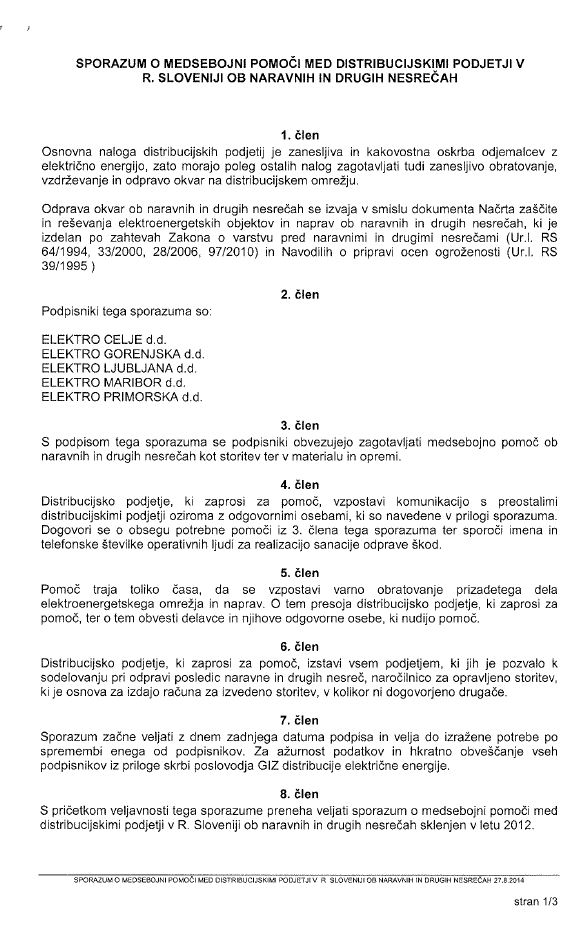 SPORAZUM O MEDSEBOJNI POMOČI MED DISTRIBUCIJSKIMI PODJETJI V
R. SLOVENIJI OB NARAVNIH IN DRUGIH NESREČAH
1. člen
Osnovna naloga distribucijskih podjetij je zanesljiva in kakovostna oskrba odjemalcev z
električno energijo, zato morajo poleg ostalih nalog zagotavljati tudi zanesljivo obratovanje,
vzdrževanje in odpravo okvar na distribucijskem omrežju.
Odprava okvar ob naravnih in drugih nesrečah se izvaja v smislu dokumenta Načrta zaščite
in reševanja elektroenergetskih objektov in naprav ob naravnih in drugih nesrečah, ki je
izdelan po zahtevah Zakona o varstvu pred naravnimi in drugimi nesrečami (Ur.l. RS
64/1994, 33/2000, 28/2006, 97/2010) in Navodilih o pripravi ocen ogroženosti (Ur.l. RS
39/1995 )
2. člen
Podpisniki tega sporazuma so:
ELEKTRO CELJE d.d.
ELEKTRO GORENJSKA d.d.
ELEKTRO LJUBLJANA d.d.
ELEKTRO MARIBOR d.d.
ELEKTRO PRIMORSKA d.d.
3. člen
S podpisom tega sporazuma se podpisniki obvezujejo zagotavljati medsebojno pomoč ob
naravnih in drugih nesrečah kot storitev ter v materialu in opremi.
4. člen
Distribucijsko podjetje, ki zaprosi za pomoč, vzpostavi komunikacijo s preostalimi
distribucijskimi podjetji oziroma z odgovornimi osebami, ki so navedene v prilogi sporazuma.
Dogovori se o obsegu potrebne pomoči iz 3. člena tega sporazuma ter sporoči imena in
telefonske številke operativnih ljudi za realizacijo sanacije odprave škod.
5. člen
Pomoč traja toliko časa, da se vzpostavi varno obratovanje prizadetega dela
elektroenergetskega omrežja in naprav. O tem presoja distribucijsko podjetje, ki zaprosi za
pomoč, ter o tem obvesti delavce in njihove odgovorne osebe, ki nudijo pomoč.
6. člen
Distribucijsko podjetje, ki zaprosi za pomoč, izstavi vsem podjetjem, ki jih je pozvalo k
sodelovanju pri odpravi posledic naravne in drugih nesreč, naročilnico za opravljeno storitev,
ki je osnova za izdajo računa za izvedeno storitev, v kolikor ni dogovorjeno drugače.
7. člen
Sporazum začne veljati z dnem zadnjega datuma podpisa in velja do izražene potrebe po
spremembi enega od podpisnikov. Za ažurnost podatkov in hkratno obveščanje vseh
podpisnikov iz priloge skrbi poslovodja GIZ distribucije električne energije.
8. člen
S pričetkom veljavnosti tega sporazume preneha veljati sporazum o medsebojni pomoči med
distribucijskimi podjetji v R. Sloveniji ob naravnih in drugih nesrečah sklenjen v letu 2012.
SPORAZUM O MEDSEBOJNI POMOČI MED DISTRIBUCIJSKIMI PODJETJI V R. SLOVENIJI OB NARAVNIH IN DRUGIH NESREČAH 27.8.2014
stran 1/3